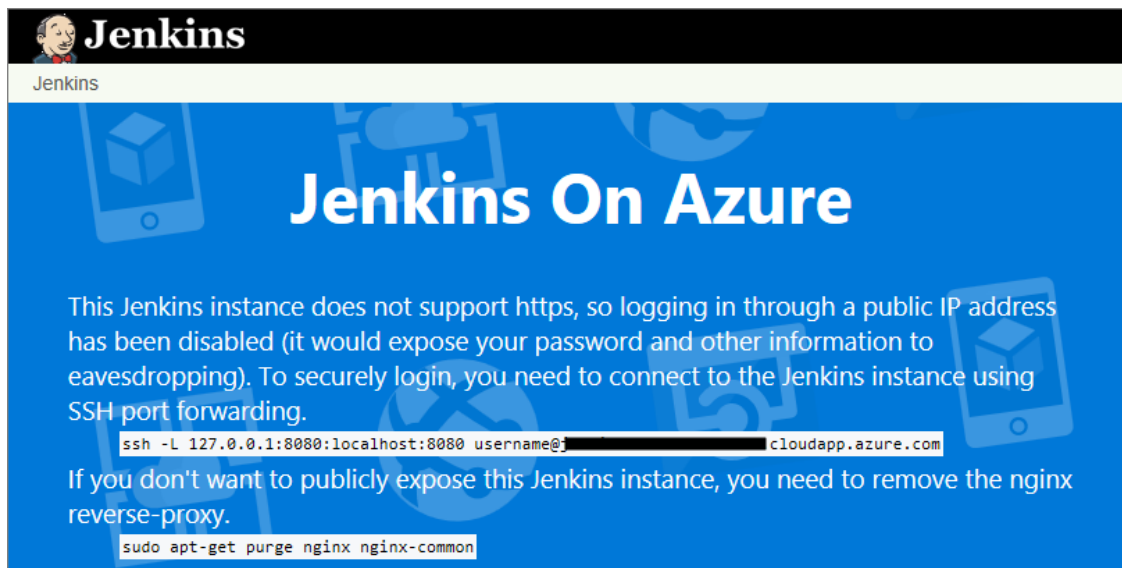 Jenkins
Jenkins
Jenkins On Azure
This Jenkins instance does not support https, so logging in through a public IP address
has been disabled (it would expose your password and other information to
eavesdropping). To securely login, you need to connect to the Jenkins instance using
SSH port forwarding.
ssh -L 127.0.0.1:8080:localhost:8080 username@ cloudapp.azure.com
If you don't want to publicly expose this Jenkins instance, you need to remove the nginx
reverse-proxy.
sudo apt-get purge nginx nginx-common